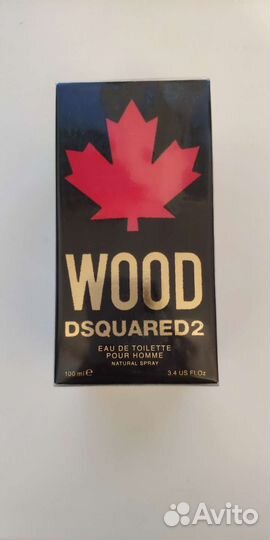 WOOD
DSQUARED2
EAU DE TOILETTE
POUR HOMME
NATURAL SPRAY
100 ml ℮ 3.4 US Fl.Oz
Avito